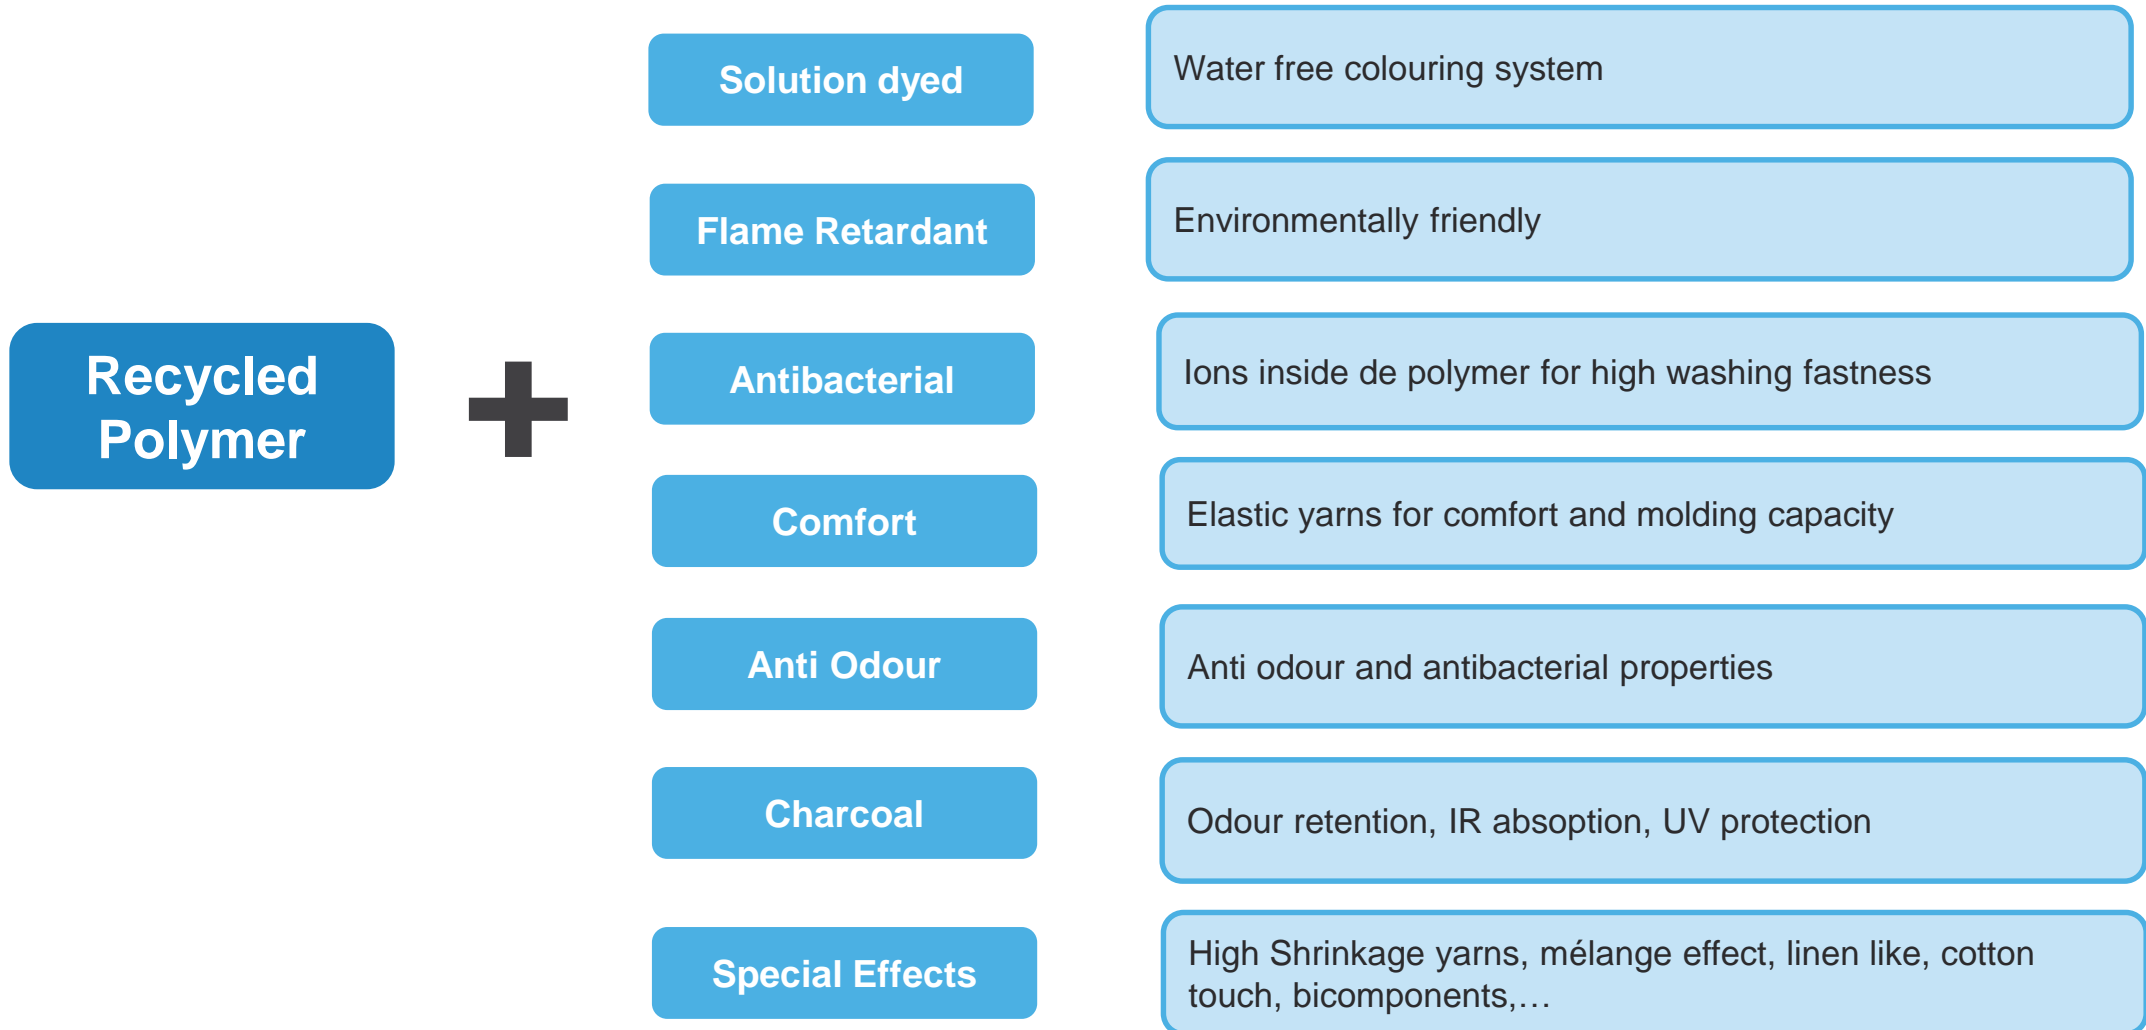 Solution dyed
Water free colouring system
Flame Retardant
Environmentally friendly
Recycled
Polymer
Antibacterial
Ions inside de polymer for high washing fastness
Comfort
Elastic yarns for comfort and molding capacity
Anti Odour
Anti odour and antibacterial properties
Charcoal
Odour retention, IR absoption, UV protection
Special Effects
High Shrinkage yarns, mélange effect, linen like, cotton
touch, bicomponents,…